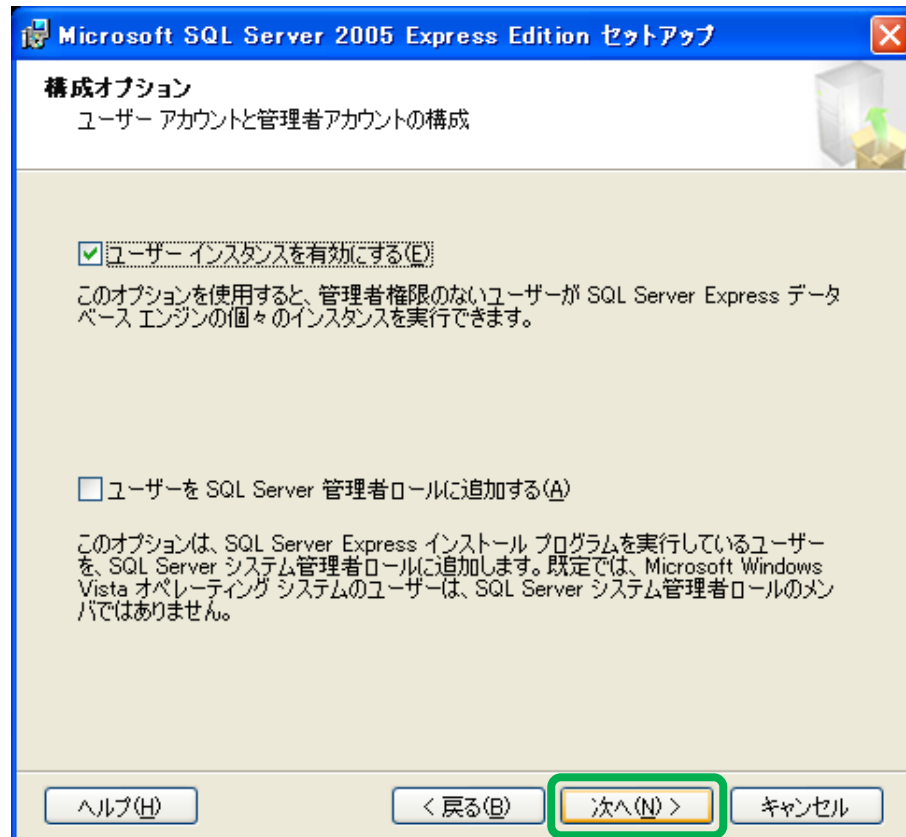 Microsoft SQL Server 2005 Express Edition セットアップ
構成オプション
ユーザー アカウントと管理者アカウントの構成
ユーザー インスタンスを有効にする(E)
このオプションを使用すると、管理者権限のないユーザーが SQL Server Express データ
ベース エンジンの個々のインスタンスを実行できます。
ユーザーを SQL Server 管理者ロールに追加する(A)
このオプションは、SQL Server Express インストール プログラムを実行しているユーザー
を、SQL Server システム管理者ロールに追加します。既定では、Microsoft Windows
Vista オペレーティング システムのユーザーは、SQL Server システム管理者ロールのメン
バではありません。
ヘルプ(H)
< 戻る(B)
次へ(N) >
キャンセル